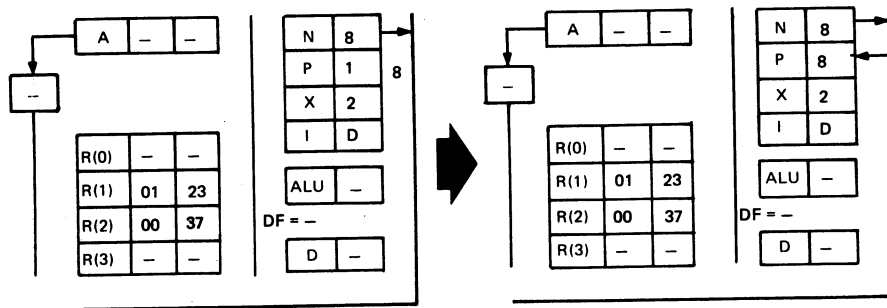 A – –
–
N 8
P 1
X 2
I D
8
R(0) – –
R(1) 01 23
R(2) 00 37
R(3) – –
ALU –
DF = –
D –
A – –
–
N 8
P 8
X 2
I D
R(0) – –
R(1) 01 23
R(2) 00 37
R(3) – –
ALU –
DF = –
D –